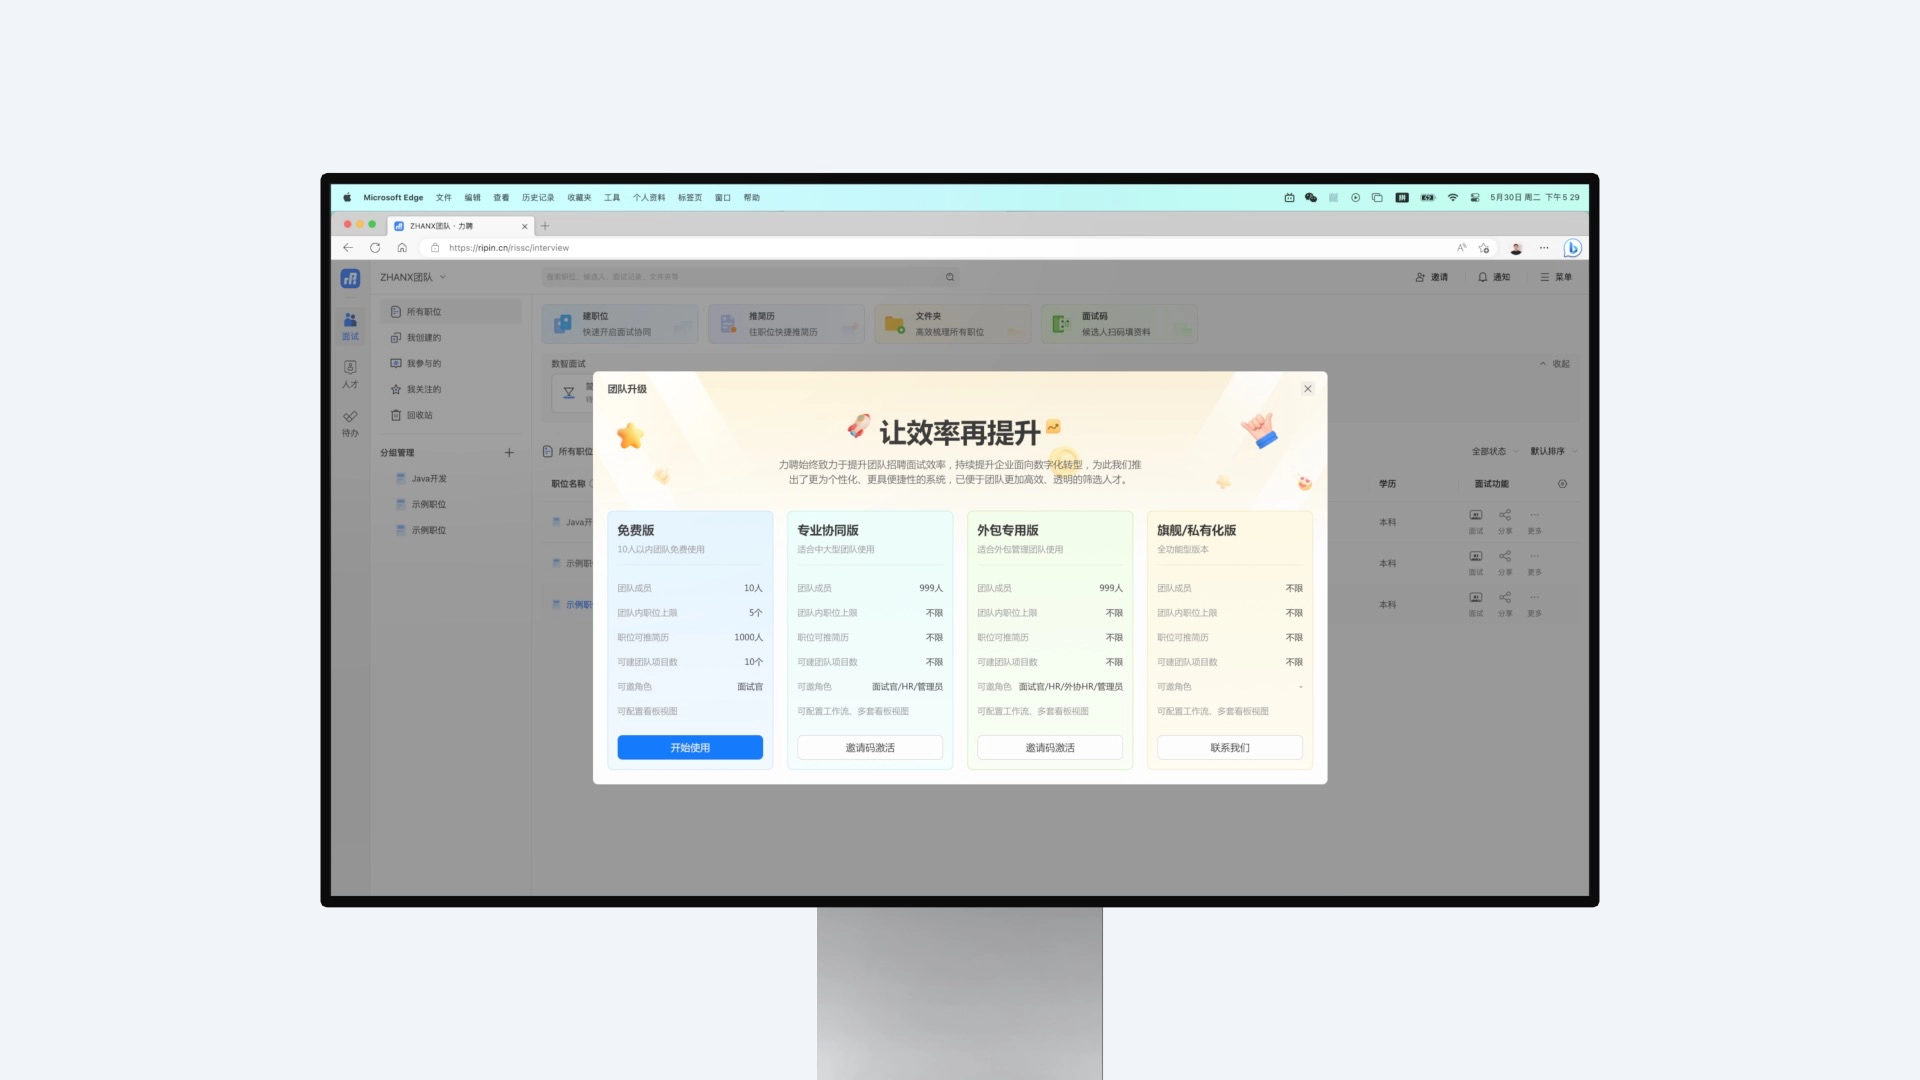 Microsoft Edge 文件 编辑 查看 历史记录 收藏夹 工具 个人资料 标签页 窗口 帮助
拼
5月30日 周二 下午5 29
ZHANX团队 · 力聘
https://ripin.cn/rissc/interview
ZHANX团队
搜索职位、候选人、面试记录、文件夹等
邀请
通知
菜单
面试
人才
待办
所有职位
我创建的
我参与的
我关注的
回收站
分组管理
Java开发
示例职位
示例职位
建职位
快速开启面试协同
推简历
往职位快捷推简历
文件夹
高效梳理所有职位
面试码
候选人扫码填资料
数智面试
收起
所有职位
全部状态
默认排序
职位名称
学历
面试功能
Java开
本科
面试 分享 更多
示例职
本科
面试 分享 更多
示例职
本科
面试 分享 更多
团队升级
让效率再提升
力聘始终致力于提升团队招聘面试效率，持续提升企业面向数字化转型，为此我们推
出了更为个性化、更具便捷性的系统，已便于团队更加高效、透明的筛选人才。
免费版
10人以内团队免费使用
团队成员 10人
团队内职位上限 5个
职位可推简历 1000人
可建团队项目数 10个
可邀角色 面试官
可配置看板视图
开始使用
专业协同版
适合中大型团队使用
团队成员 999人
团队内职位上限 不限
职位可推简历 不限
可建团队项目数 不限
可邀角色 面试官/HR/管理员
可配置工作流、多套看板视图
邀请码激活
外包专用版
适合外包管理团队使用
团队成员 999人
团队内职位上限 不限
职位可推简历 不限
可建团队项目数 不限
可邀角色 面试官/HR/外协HR/管理员
可配置工作流、多套看板视图
邀请码激活
旗舰/私有化版
全功能型版本
团队成员 不限
团队内职位上限 不限
职位可推简历 不限
可建团队项目数 不限
可邀角色 -
可配置工作流、多套看板视图
联系我们